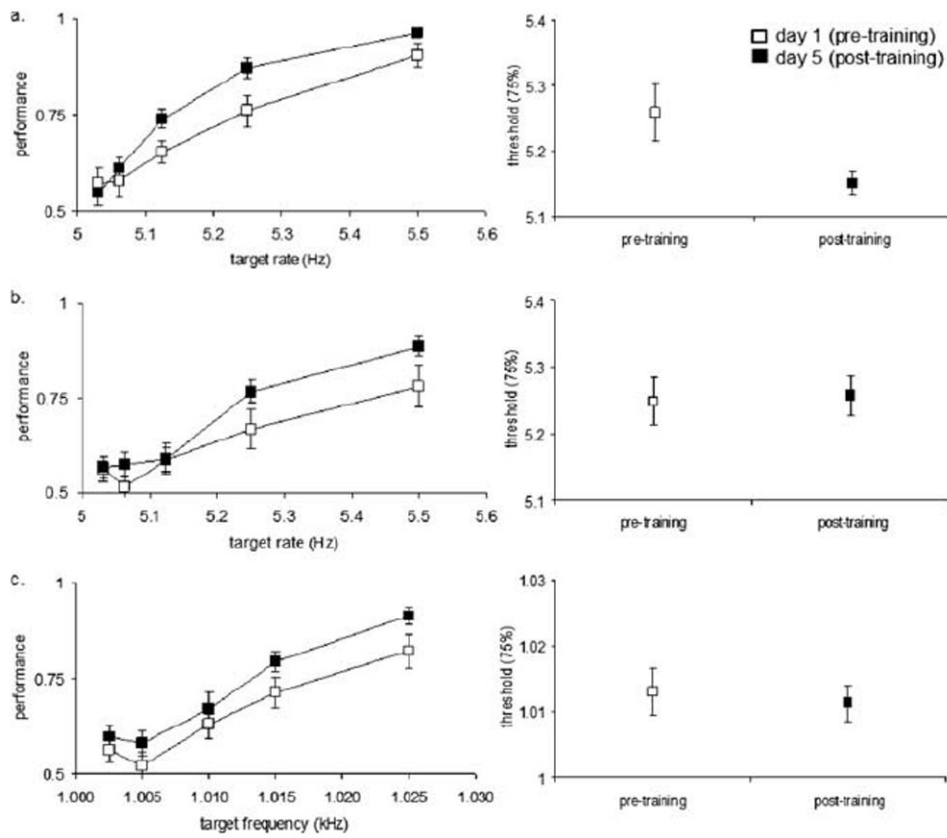 a.
1
0.75
0.5
performance
5 5.1 5.2 5.3 5.4 5.5 5.6
target rate (Hz)
5.4
5.3
5.2
5.1
threshold (75%)
pre-training post-training
day 1 (pre-training)
day 5 (post-training)
b.
1
0.75
0.5
performance
5 5.1 5.2 5.3 5.4 5.5 5.6
target rate (Hz)
5.4
5.3
5.2
5.1
threshold (75%)
pre-training post-training
c.
1
0.75
0.5
performance
1.000 1.005 1.010 1.015 1.020 1.025 1.030
target frequency (kHz)
1.03
1.02
1.01
1
threshold (75%)
pre-training post-training